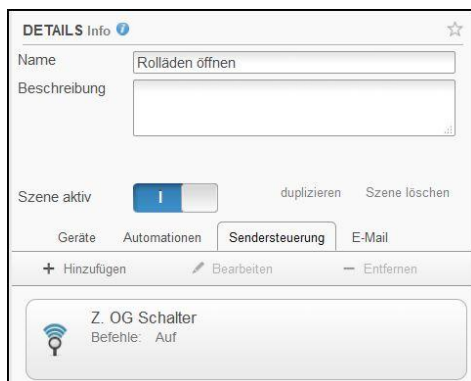 DETAILS Info i
Name Rolläden öffnen
Beschreibung
Szene aktiv I duplizieren Szene löschen
Geräte Automationen Sendersteuerung E-Mail
+ Hinzufügen Bearbeiten − Entfernen
Z. OG Schalter
Befehle: Auf